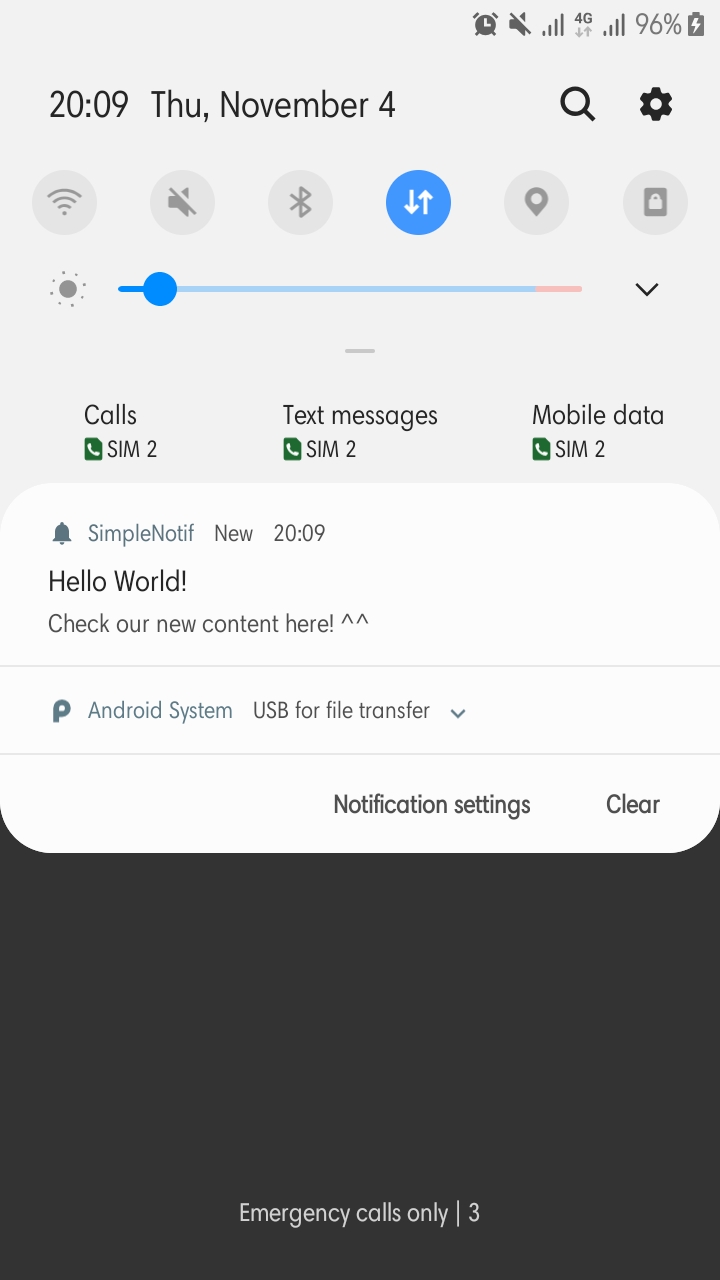 4G 96%
20:09 Thu, November 4
Calls Text messages Mobile data
SIM 2 SIM 2 SIM 2
SimpleNotif New 20:09
Hello World!
Check our new content here! ^^
Android System USB for file transfer
Notification settings Clear
Emergency calls only | 3